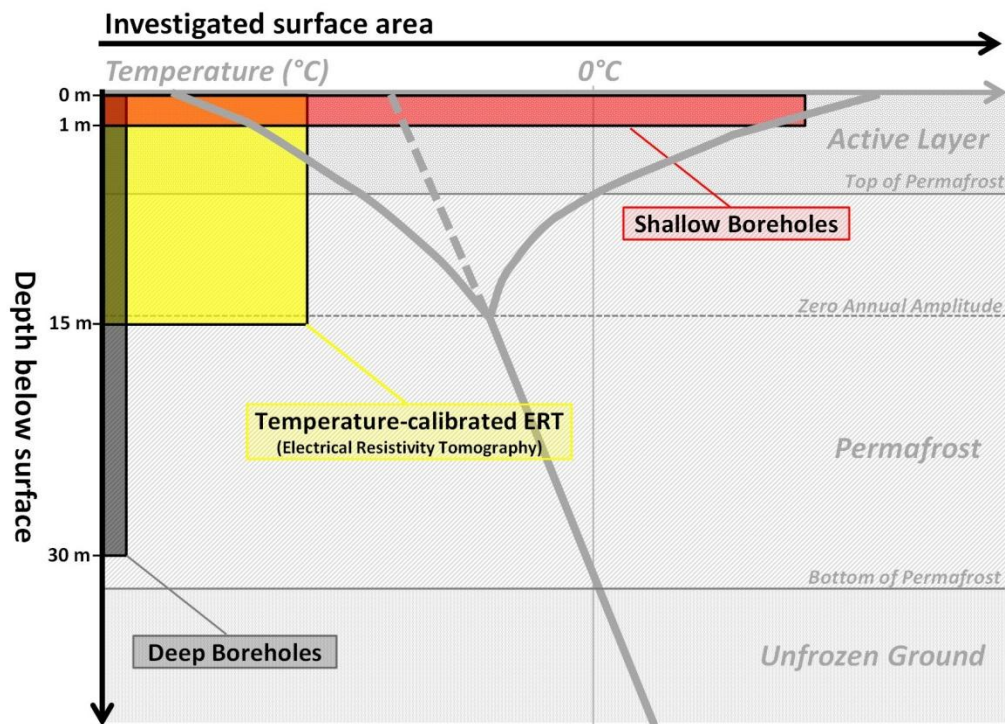 Investigated surface area
Temperature (°C)
0°C
0 m
1 m
Active Layer
Top of Permafrost
Shallow Boreholes
Zero Annual Amplitude
15 m
Depth below surface
Temperature-calibrated ERT
(Electrical Resistivity Tomography)
Permafrost
30 m
Bottom of Permafrost
Deep Boreholes
Unfrozen Ground